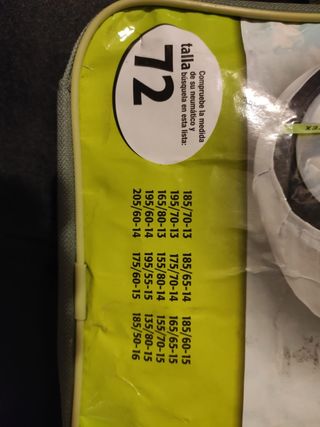 talla
72
Compruebe la medida
de su neumático y
búsquela en esta lista:
185/70-13 185/65-14 185/60-15
195/70-13 175/70-14 165/65-15
165/80-13 155/80-14 155/70-15
195/60-14 195/55-15 135/80-15
205/60-14 175/60-15 185/50-16